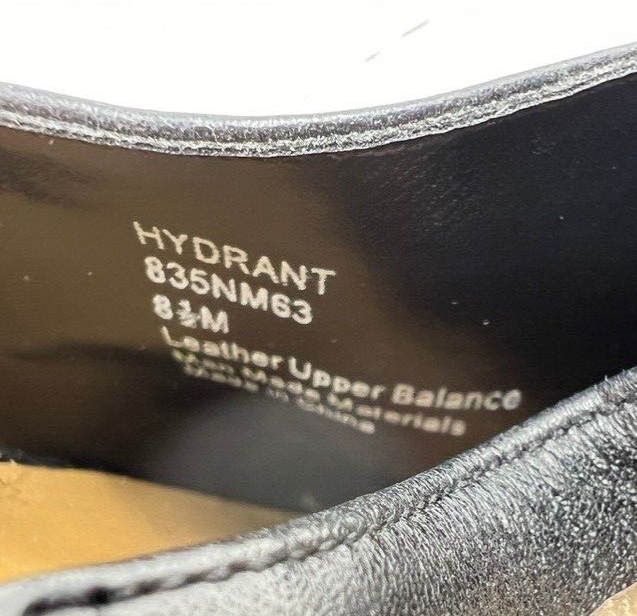 HYDRANT
835NM63
8½M
Leather Upper Balance
Man Made Materials
Made in China